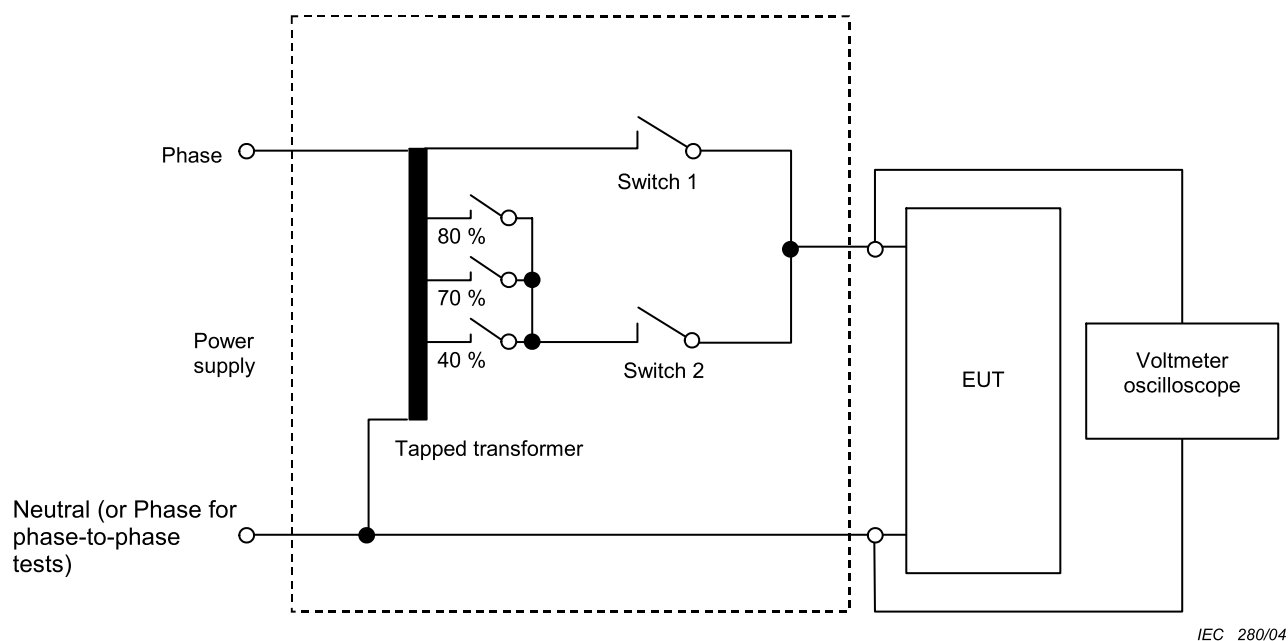 Phase
Switch 1
80 %
70 %
40 %
Power
supply
Switch 2
Voltmeter
oscilloscope
EUT
Tapped transformer
Neutral (or Phase for
phase-to-phase
tests)
IEC 280/04